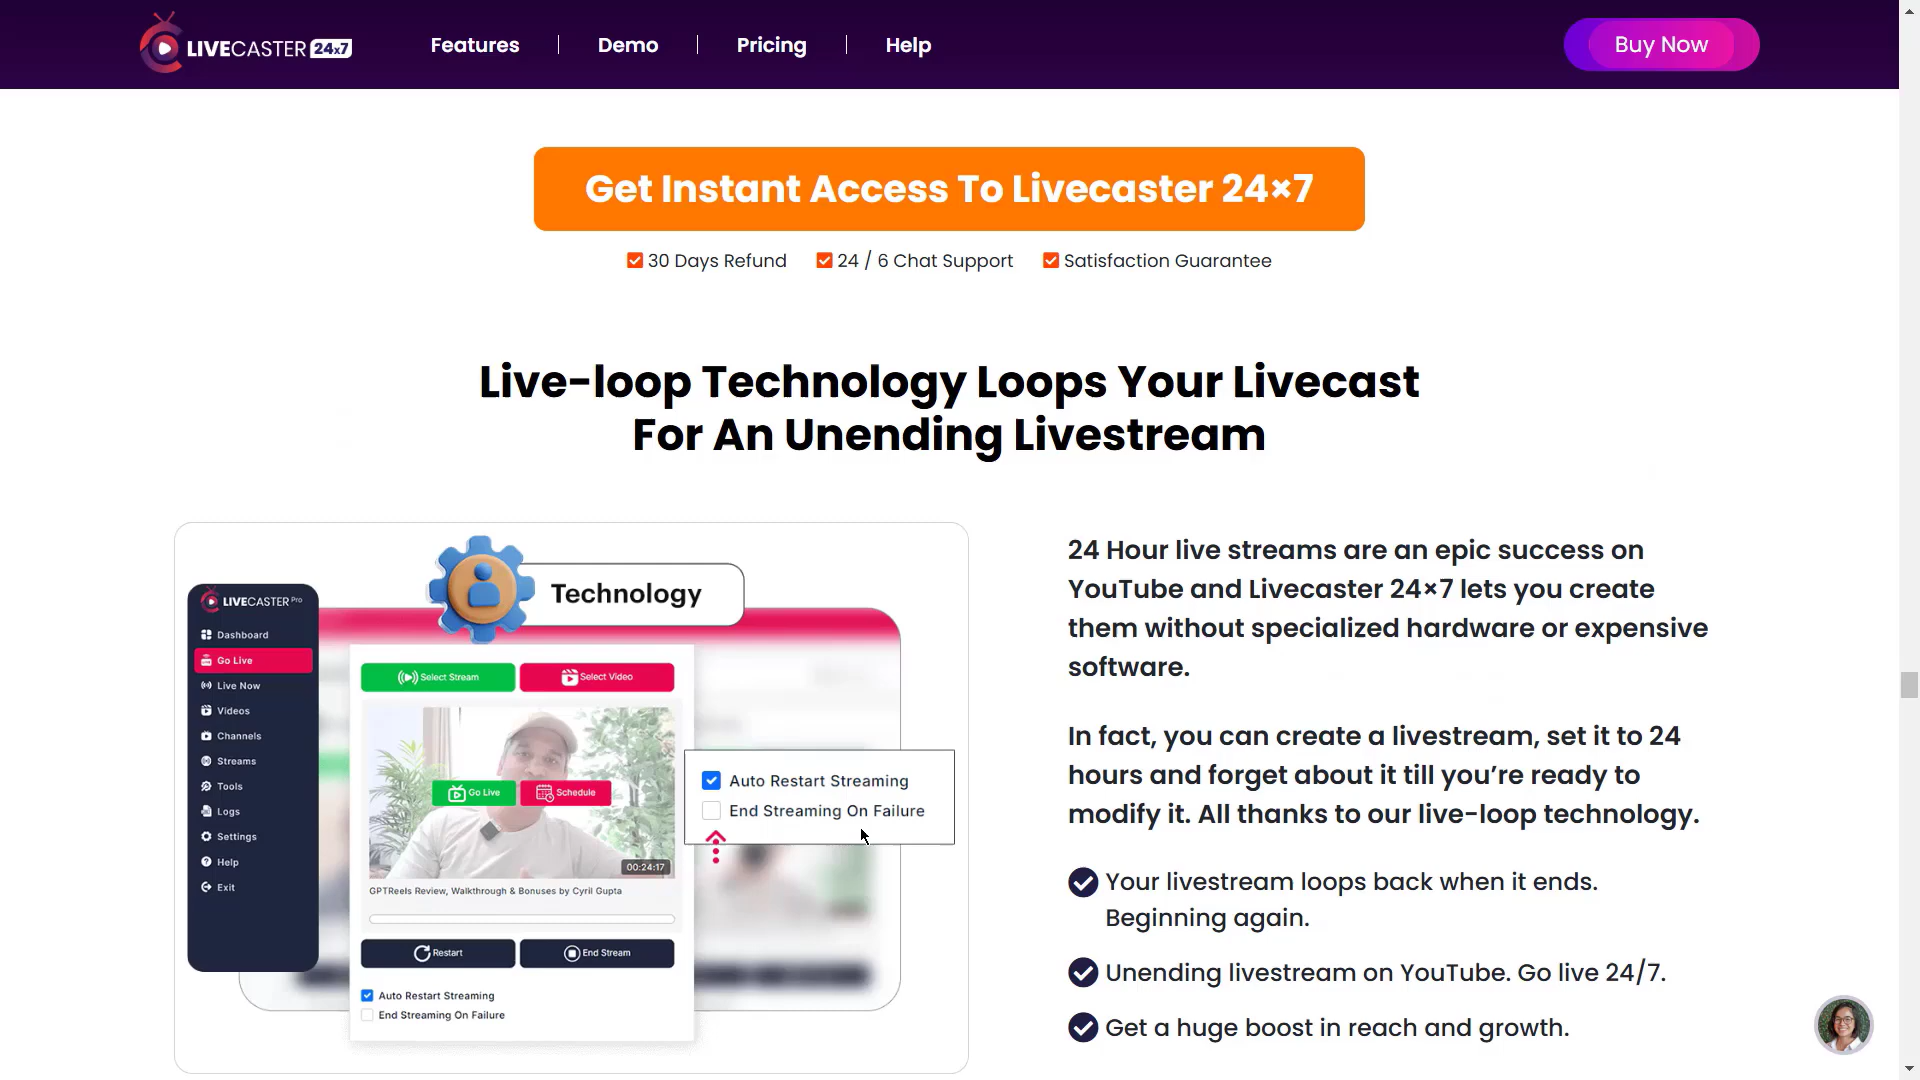 LIVECASTER 24x7
Features
Demo
Pricing
Help
Buy Now
Get Instant Access To Livecaster 24×7
30 Days Refund
24 / 6 Chat Support
Satisfaction Guarantee
Live-loop Technology Loops Your Livecast
For An Unending Livestream
Technology
LIVECASTER Pro
Dashboard
Go Live
Live Now
Videos
Channels
Streams
Tools
Logs
Settings
Help
Exit
Select Stream
Select Video
Go Live
Schedule
00:24:17
GPTReels Review, Walkthrough & Bonuses by Cyril Gupta
Restart
End Stream
Auto Restart Streaming
End Streaming On Failure
Auto Restart Streaming
End Streaming On Failure
24 Hour live streams are an epic success on
YouTube and Livecaster 24×7 lets you create
them without specialized hardware or expensive
software.
In fact, you can create a livestream, set it to 24
hours and forget about it till you’re ready to
modify it. All thanks to our live-loop technology.
Your livestream loops back when it ends.
Beginning again.
Unending livestream on YouTube. Go live 24/7.
Get a huge boost in reach and growth.